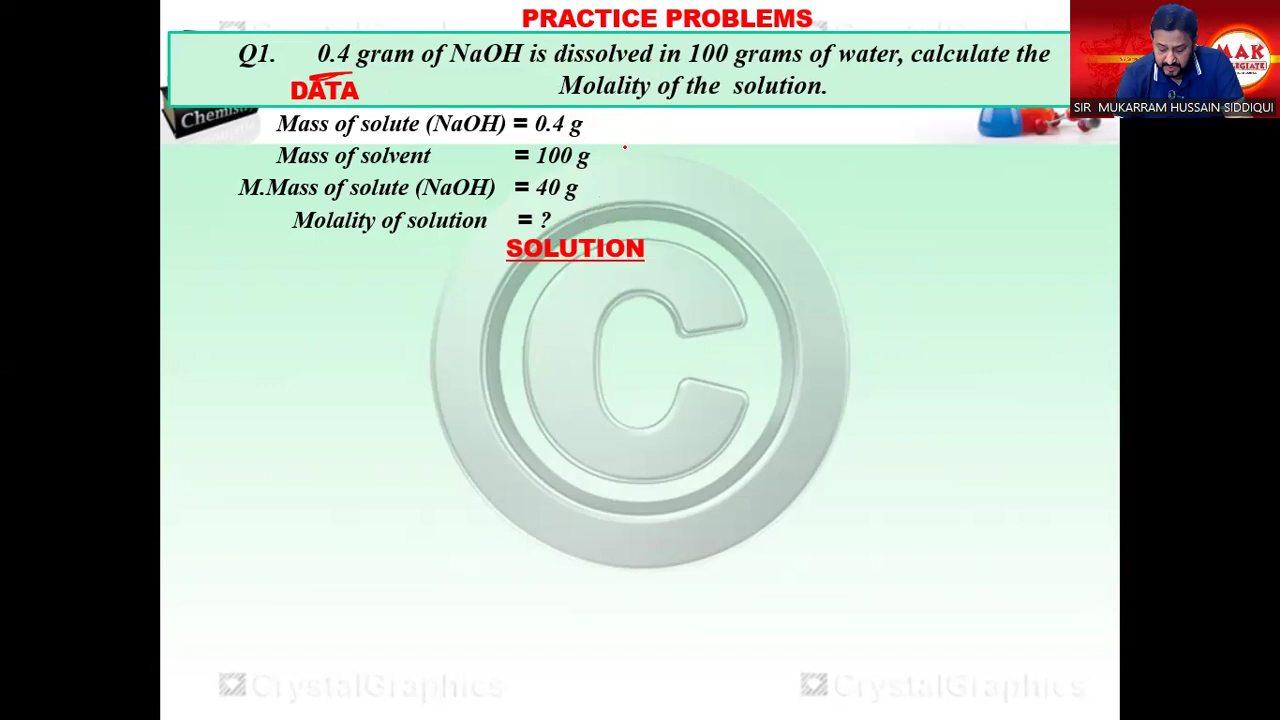 PRACTICE PROBLEMS
Q1. 0.4 gram of NaOH is dissolved in 100 grams of water, calculate the
Molality of the solution.
DATA
Mass of solute (NaOH) = 0.4 g
Mass of solvent = 100 g
M.Mass of solute (NaOH) = 40 g
Molality of solution = ?
SOLUTION
MAK
SIR MUKARRAM HUSSAIN SIDDIQUI
CrystalGraphics
CrystalGraphics